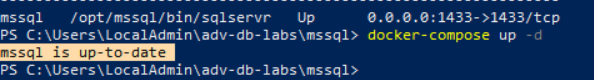 mssql   /opt/mssql/bin/sqlservr   Up      0.0.0.0:1433->1433/tcp
PS C:\Users\LocalAdmin\adv-db-labs\mssql> docker-compose up -d
mssql is up-to-date
PS C:\Users\LocalAdmin\adv-db-labs\mssql>